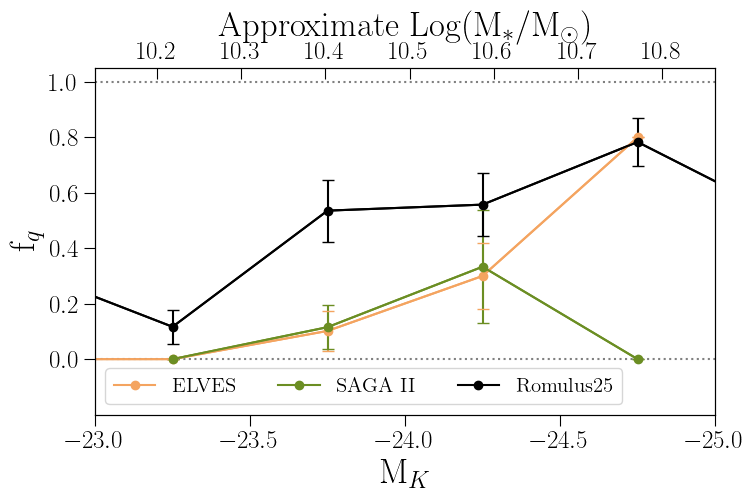 Approximate Log(M*/M☉)
10.2 10.3 10.4 10.5 10.6 10.7 10.8
1.0
0.8
0.6
0.4
0.2
0.0
f_q
ELVES SAGA II Romulus25
−23.0 −23.5 −24.0 −24.5 −25.0
M_K